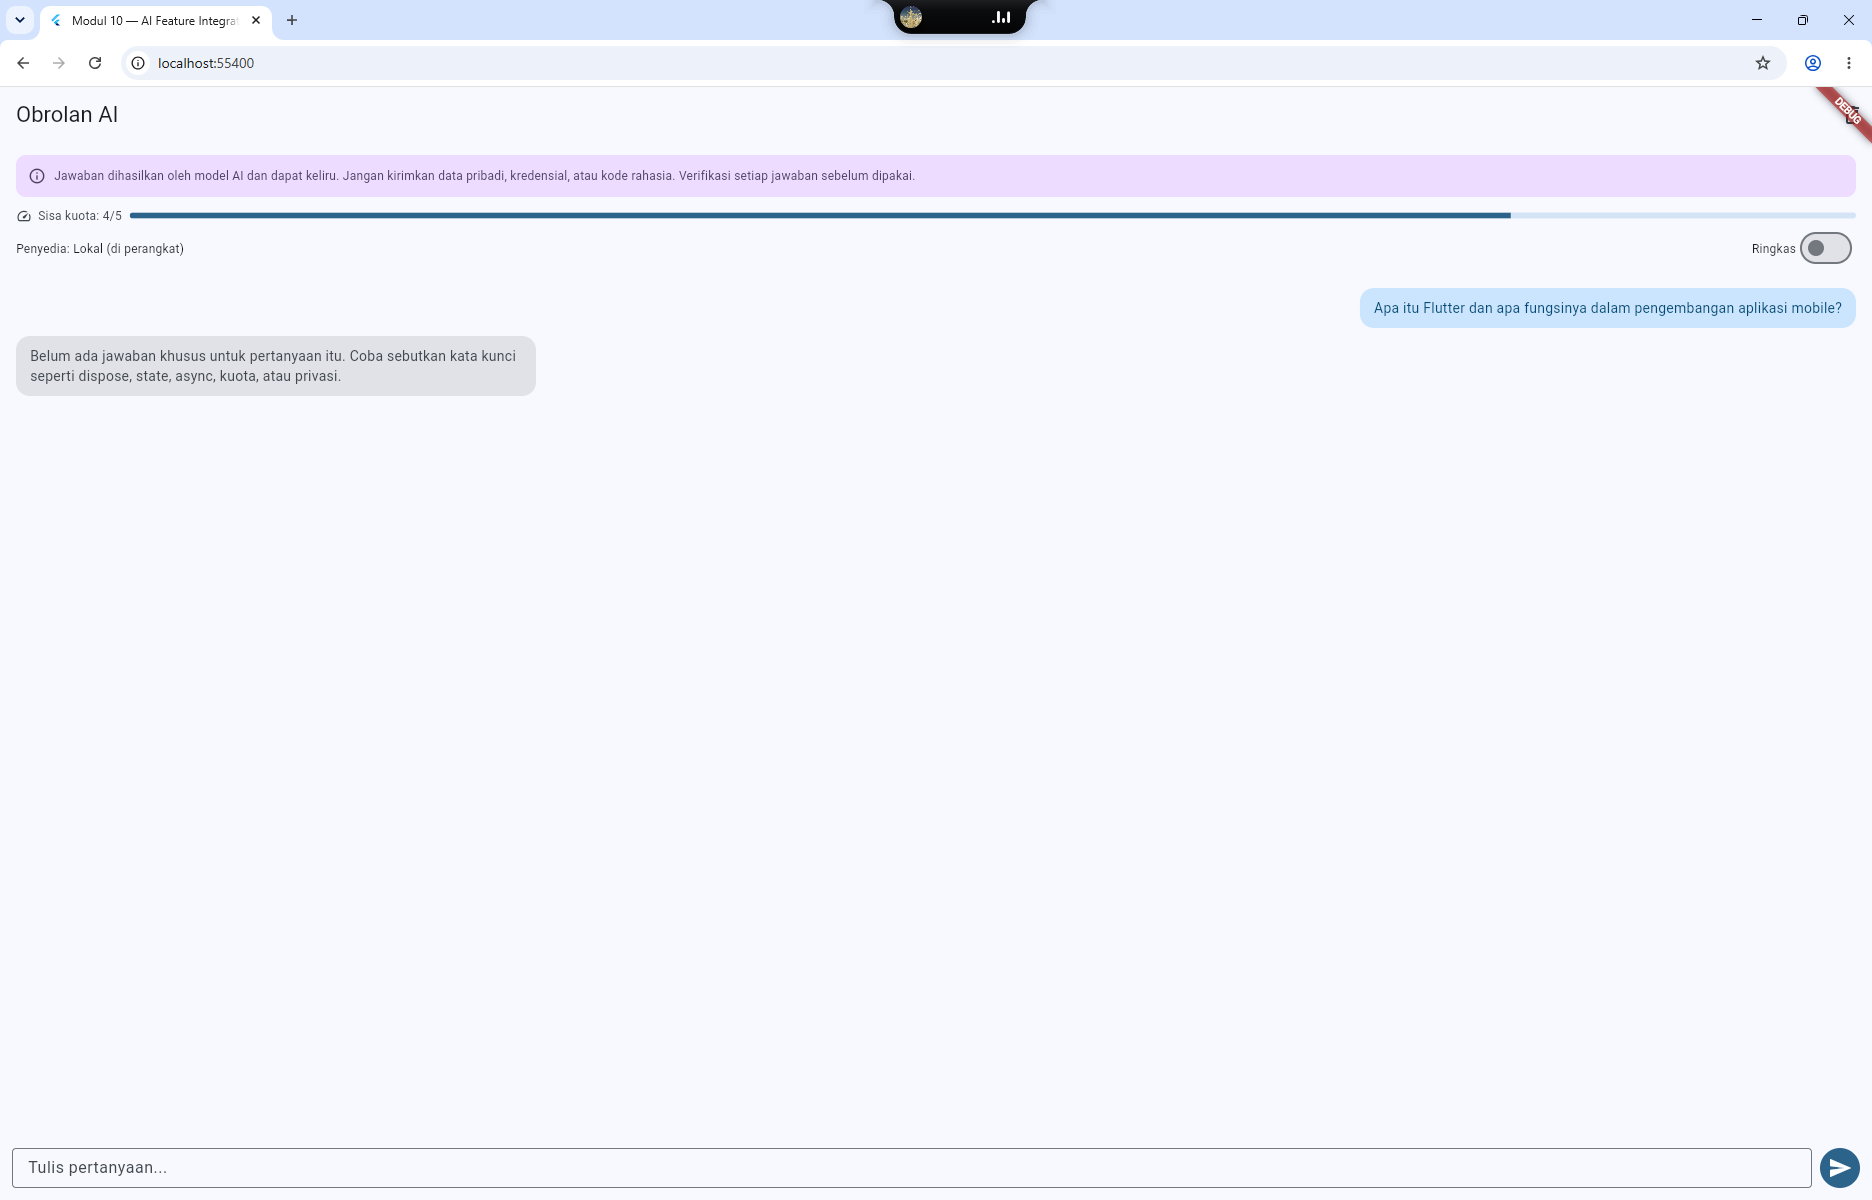 Modul 10 — AI Feature Integra
localhost:55400
Obrolan AI
DEBUG
Jawaban dihasilkan oleh model AI dan dapat keliru. Jangan kirimkan data pribadi, kredensial, atau kode rahasia. Verifikasi setiap jawaban sebelum dipakai.
Sisa kuota: 4/5
Penyedia: Lokal (di perangkat)
Ringkas
Apa itu Flutter dan apa fungsinya dalam pengembangan aplikasi mobile?
Belum ada jawaban khusus untuk pertanyaan itu. Coba sebutkan kata kunci
seperti dispose, state, async, kuota, atau privasi.
Tulis pertanyaan...